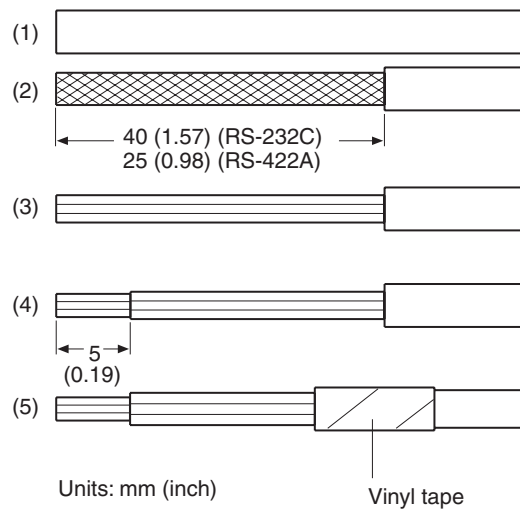 (1)
(2)
40 (1.57) (RS-232C)
25 (0.98) (RS-422A)
(3)
(4)
5
(0.19)
(5)
Units: mm (inch)
Vinyl tape